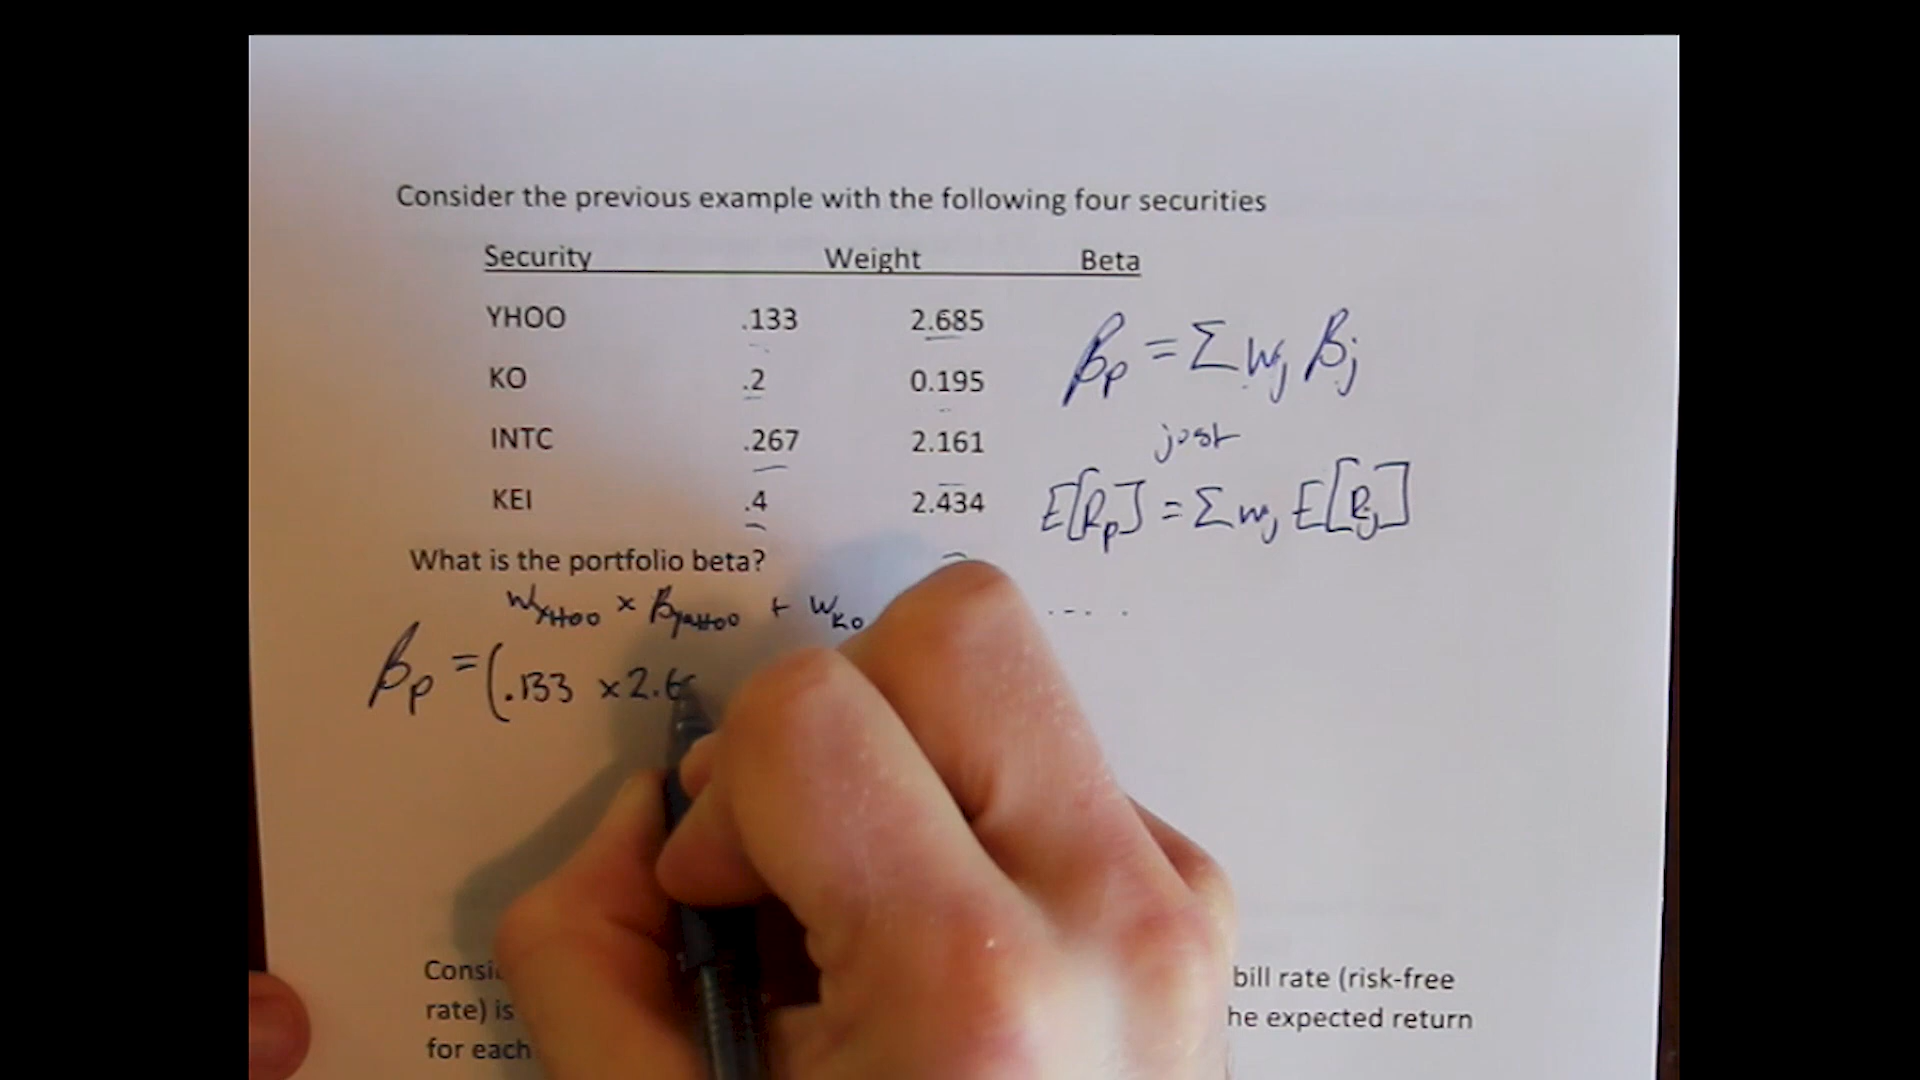 Consider the previous example with the following four securities
Security Weight Beta
YHOO .133 2.685
KO .2 0.195
INTC .267 2.161
KEI .4 2.434
βp = Σ wj βj
just
E[Rp] = Σ wj E[Rj]
What is the portfolio beta?
wYHOO × βYAHOO + wKO ....
βp = (.133 × 2.6
bill rate (risk-free
rate) is he expected return
for each